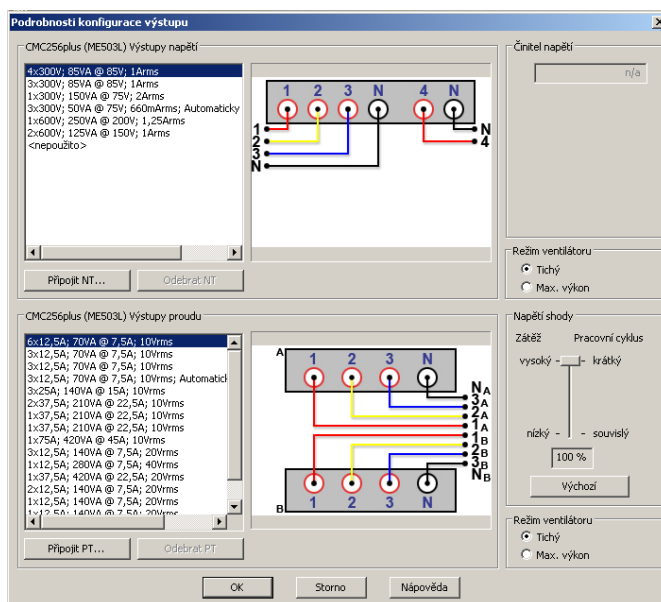 Podrobnosti konfigurace výstupu
CMC256plus (ME503L) Výstupy napětí
4x300V; 85VA @ 85V; 1Arms
3x300V; 85VA @ 85V; 1Arms
1x300V; 150VA @ 75V; 2Arms
3x300V; 50VA @ 75V; 660mArms; Automaticky
1x600V; 250VA @ 200V; 1,25Arms
2x600V; 125VA @ 150V; 1Arms
<nepoužito>
1 2 3 N 4 N
1
2
3
N
N
4
Připojit NT...
Odebrat NT
Činitel napětí
n/a
Režim ventilátoru
Tichý
Max. výkon
CMC256plus (ME503L) Výstupy proudu
6x12,5A; 70VA @ 7,5A; 10Vrms
3x12,5A; 70VA @ 7,5A; 10Vrms
3x12,5A; 70VA @ 7,5A; 10Vrms
3x12,5A; 70VA @ 7,5A; 10Vrms; Automatick
3x25A; 140VA @ 15A; 10Vrms
2x37,5A; 210VA @ 22,5A; 10Vrms
1x37,5A; 210VA @ 22,5A; 10Vrms
1x37,5A; 210VA @ 22,5A; 10Vrms
1x75A; 420VA @ 45A; 10Vrms
3x12,5A; 140VA @ 7,5A; 20Vrms
1x12,5A; 280VA @ 7,5A; 40Vrms
1x37,5A; 420VA @ 22,5A; 20Vrms
2x12,5A; 140VA @ 7,5A; 20Vrms
1x12,5A; 140VA @ 7,5A; 20Vrms
1x12,5A; 140VA @ 7,5A; 20Vrms
A
1 2 3 N
NA
3A
2A
1A
1B
2B
3B
NB
B
1 2 3 N
Připojit PT...
Odebrat PT
Napětí shody
Zátěž Pracovní cyklus
vysoký krátký
nízký souvislý
100 %
Výchozí
Režim ventilátoru
Tichý
Max. výkon
OK
Storno
Nápověda